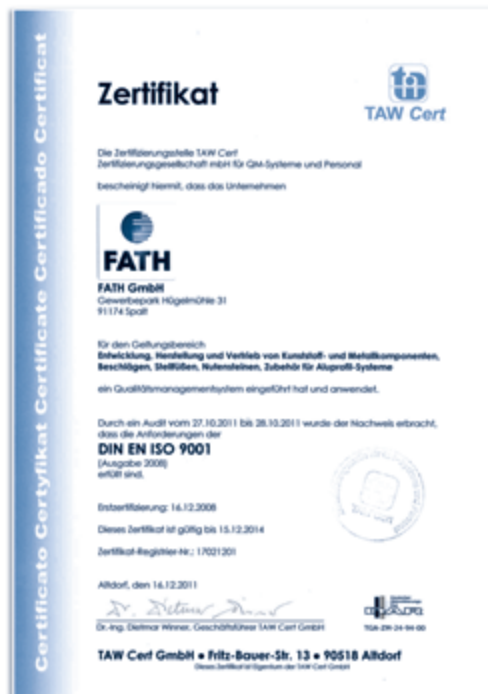 Certificato Certyfikat Certificate Certificado Certificat
Zertifikat
TAW Cert
Die Zertifizierungsstelle TAW Cert
Zertifizierungsgesellschaft mbH für QM-Systeme und Personal
bescheinigt hiermit, dass das Unternehmen
FATH
FATH GmbH
Gewerbepark Hügelmühle 31
91174 Spalt
für den Geltungsbereich
Entwicklung, Herstellung und Vertrieb von Kunststoff- und Metallkomponenten,
Beschlägen, Stellfüßen, Nutensteinen, Zubehör für Aluprofil-Systeme
ein Qualitätsmanagementsystem eingeführt hat und anwendet.
Durch ein Audit vom 27.10.2011 bis 28.10.2011 wurde der Nachweis erbracht,
dass die Anforderungen der
DIN EN ISO 9001
(Ausgabe 2008)
erfüllt sind.
Erstzertifizierung: 16.12.2008
Dieses Zertifikat ist gültig bis 15.12.2014
Zertifikat-Registrier-Nr.: 17021201
Altdorf, den 16.12.2011
Dr.-Ing. Dietmar Winner, Geschäftsführer TAW Cert GmbH
TGA-ZM-24-94-00
TAW Cert GmbH • Fritz-Bauer-Str. 13 • 90518 Altdorf
Dieses Zertifikat ist Eigentum der TAW Cert GmbH